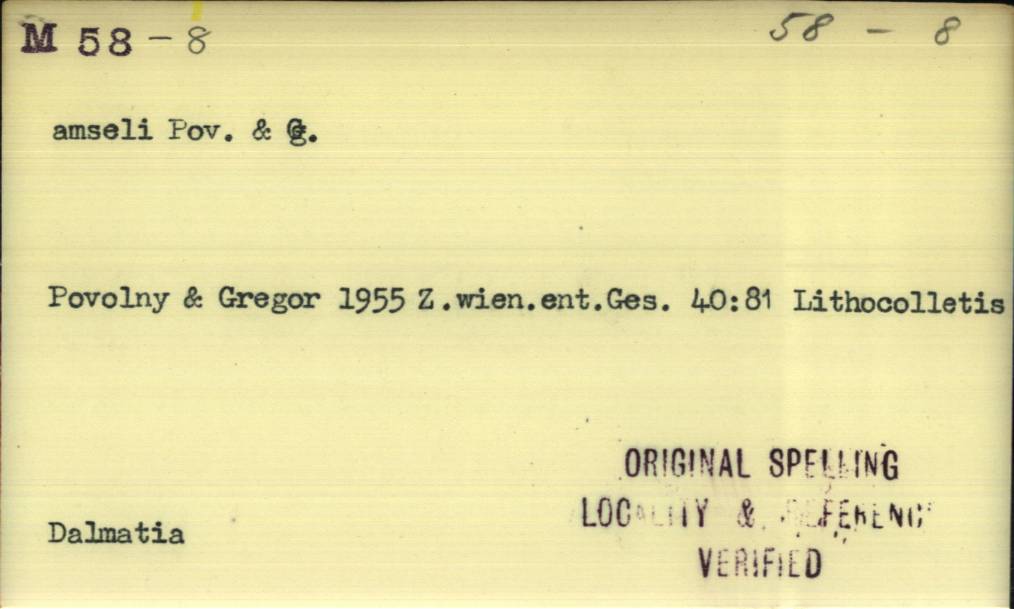 M 58 - 8 58 - 8
amseli Pov. & G.
Povolny & Gregor 1955 Z.wien.ent.Ges. 40:81 Lithocolletis
Dalmatia
ORIGINAL SPELLING
LOCALITY & REFERENCE
VERIFIED